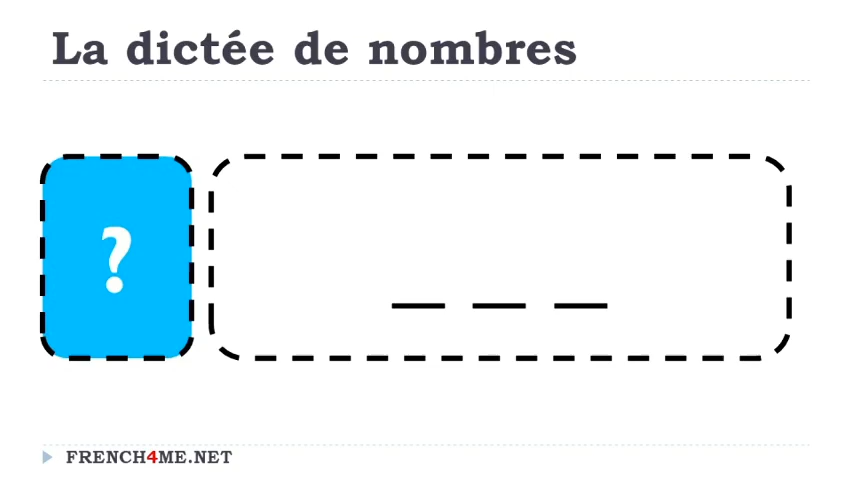 La dictée de nombres
?
_ _ _
FRENCH4ME.NET